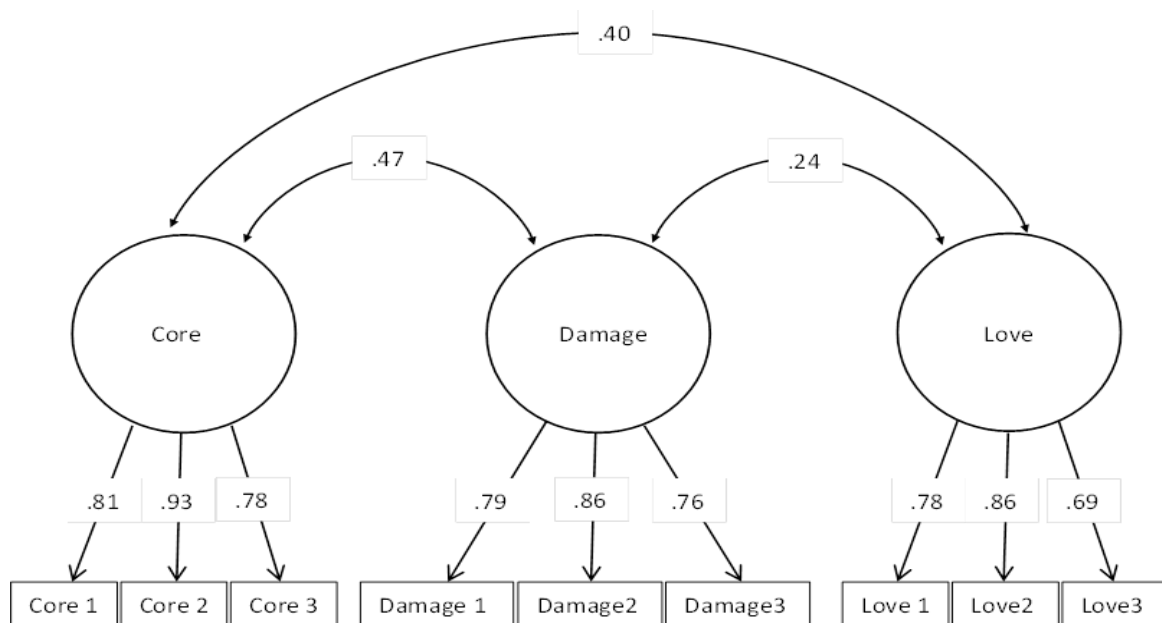 .40
.47
.24
Core
Damage
Love
.81
.93
.78
.79
.86
.76
.78
.86
.69
Core 1
Core 2
Core 3
Damage 1
Damage2
Damage3
Love 1
Love2
Love3